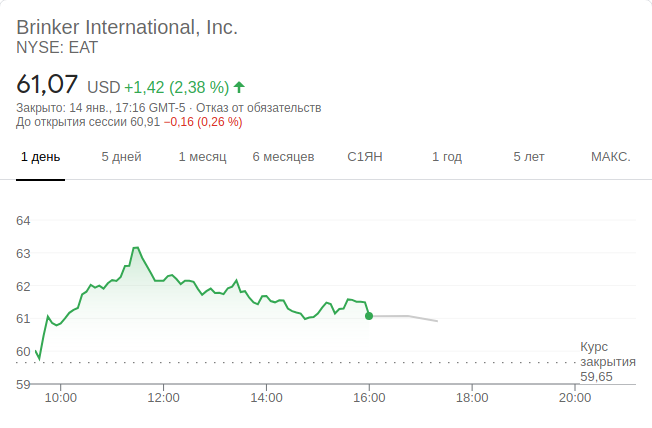 Brinker International, Inc.
NYSE: EAT
61,07 USD +1,42 (2,38 %)
Закрыто: 14 янв., 17:16 GMT-5 · Отказ от обязательств
До открытия сессии 60,91 −0,16 (0,26 %)
1 день 5 дней 1 месяц 6 месяцев С1ЯН 1 год 5 лет МАКС.
64
63
62
61
60
59
Курс
закрытия
59,65
10:00 12:00 14:00 16:00 18:00 20:00